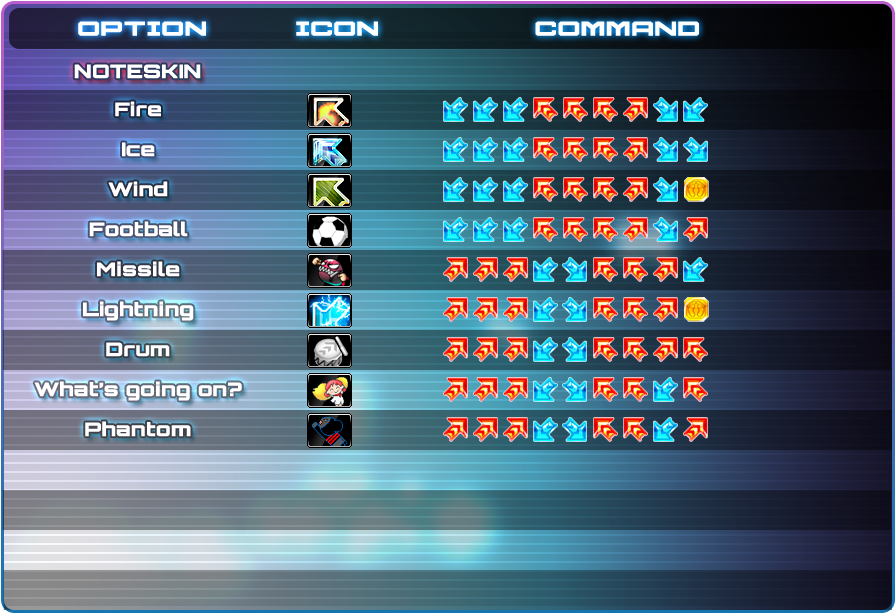 OPTION ICON COMMAND
NOTESKIN
Fire
Ice
Wind
Football
Missile
Lightning
Drum
What's going on?
Phantom